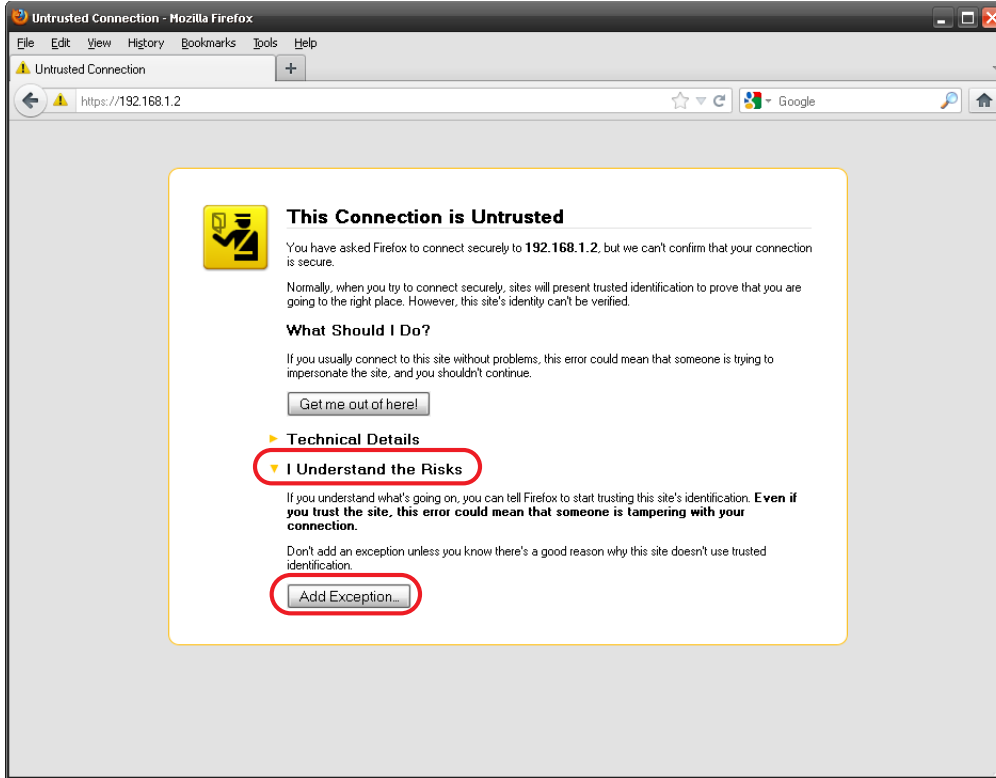 Untrusted Connection - Mozilla Firefox
File Edit View History Bookmarks Tools Help
Untrusted Connection
https://192.168.1.2
Google
This Connection is Untrusted
You have asked Firefox to connect securely to 192.168.1.2, but we can't confirm that your connection
is secure.
Normally, when you try to connect securely, sites will present trusted identification to prove that you are
going to the right place. However, this site's identity can't be verified.
What Should I Do?
If you usually connect to this site without problems, this error could mean that someone is trying to
impersonate the site, and you shouldn't continue.
Get me out of here!
Technical Details
I Understand the Risks
If you understand what's going on, you can tell Firefox to start trusting this site's identification. Even if
you trust the site, this error could mean that someone is tampering with your
connection.
Don't add an exception unless you know there's a good reason why this site doesn't use trusted
identification.
Add Exception...